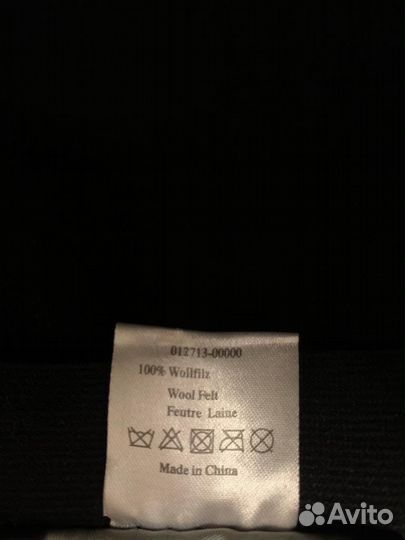 012713-00000
100% Wollfilz
Wool Felt
Feutre Laine
Made in China
Avito